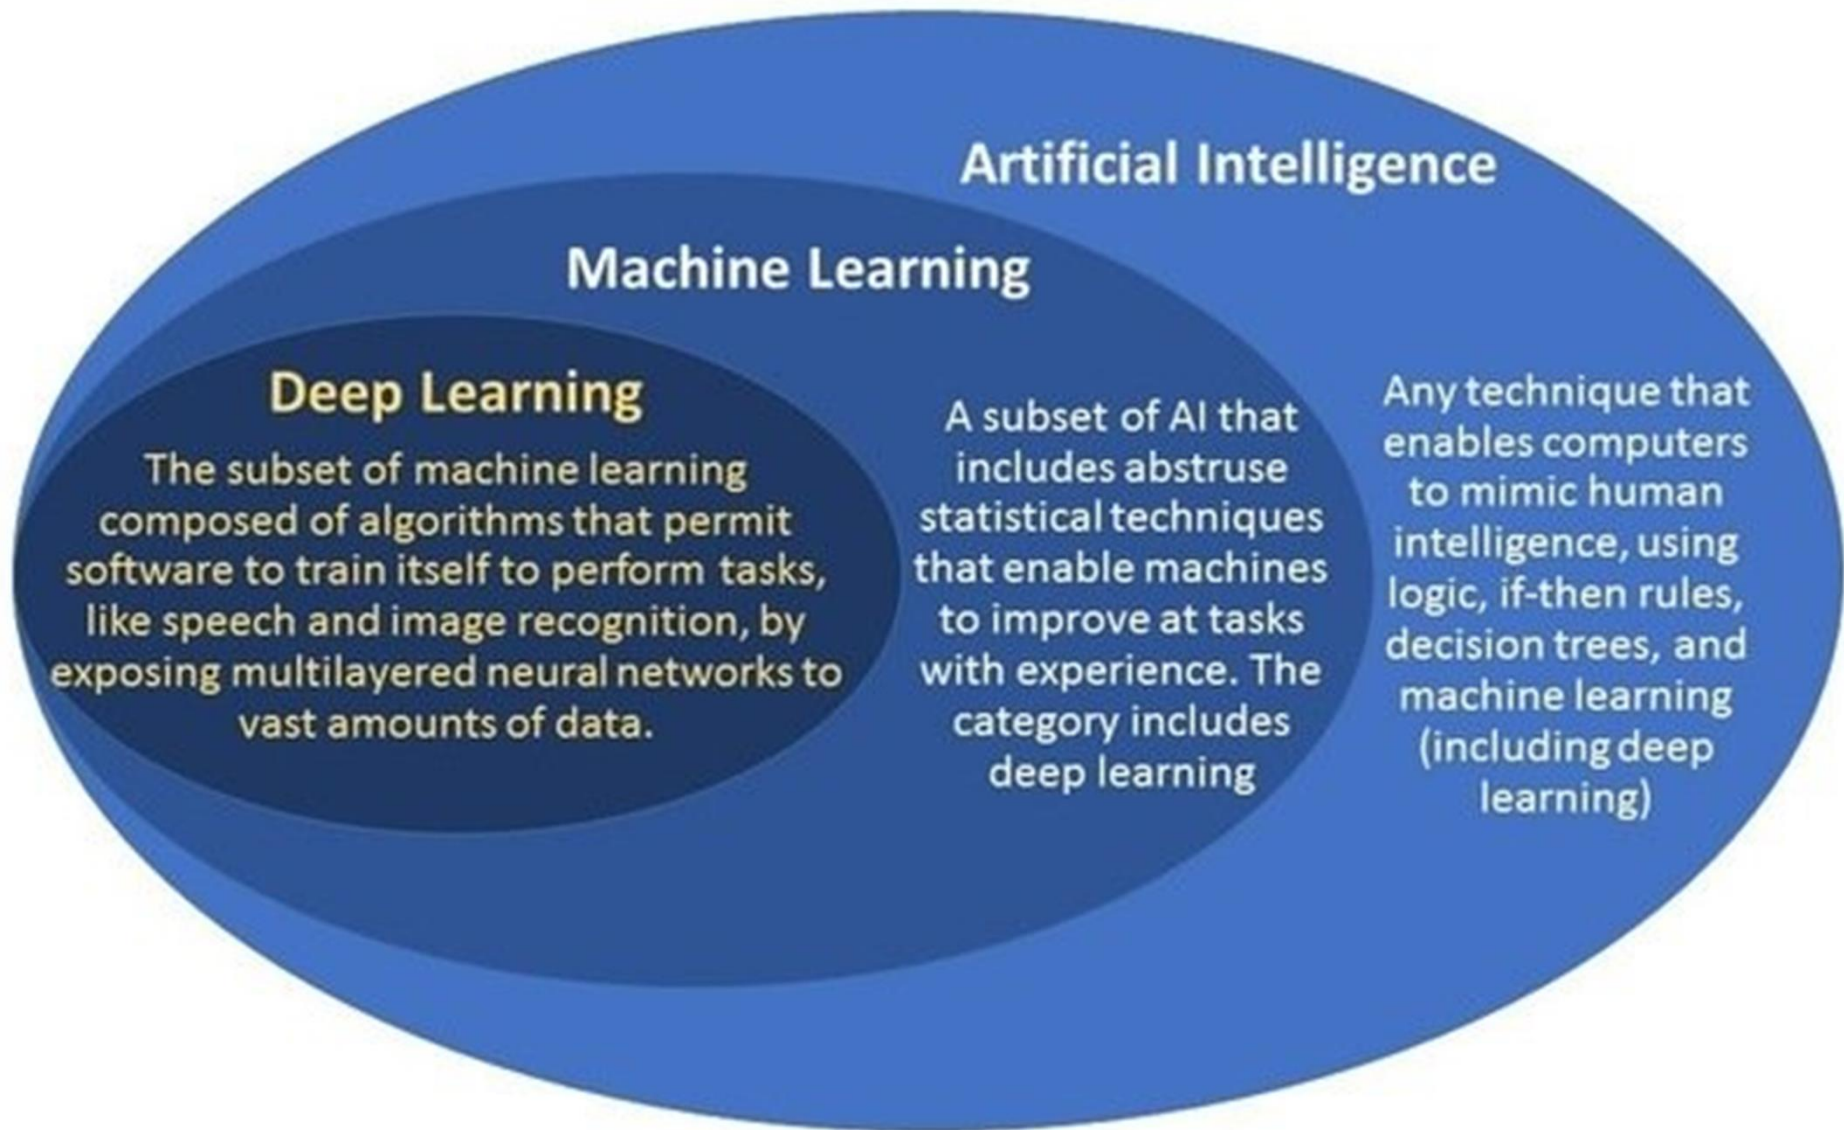 Artificial Intelligence
Machine Learning
Deep Learning
The subset of machine learning
composed of algorithms that permit
software to train itself to perform tasks,
like speech and image recognition, by
exposing multilayered neural networks to
vast amounts of data.
A subset of AI that
includes abstruse
statistical techniques
that enable machines
to improve at tasks
with experience. The
category includes
deep learning
Any technique that
enables computers
to mimic human
intelligence, using
logic, if-then rules,
decision trees, and
machine learning
(including deep
learning)